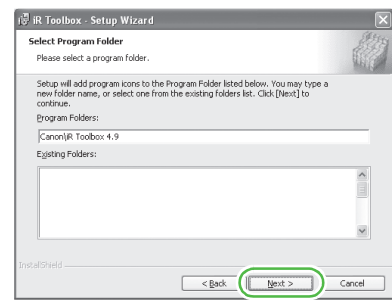 iR Toolbox - Setup Wizard
Select Program Folder
Please select a program folder.
Setup will add program icons to the Program Folder listed below. You may type a
new folder name, or select one from the existing folders list. Click [Next] to
continue.
Program Folders:
Canon\iR Toolbox 4.9
Existing Folders:
InstallShield
< Back
Next >
Cancel